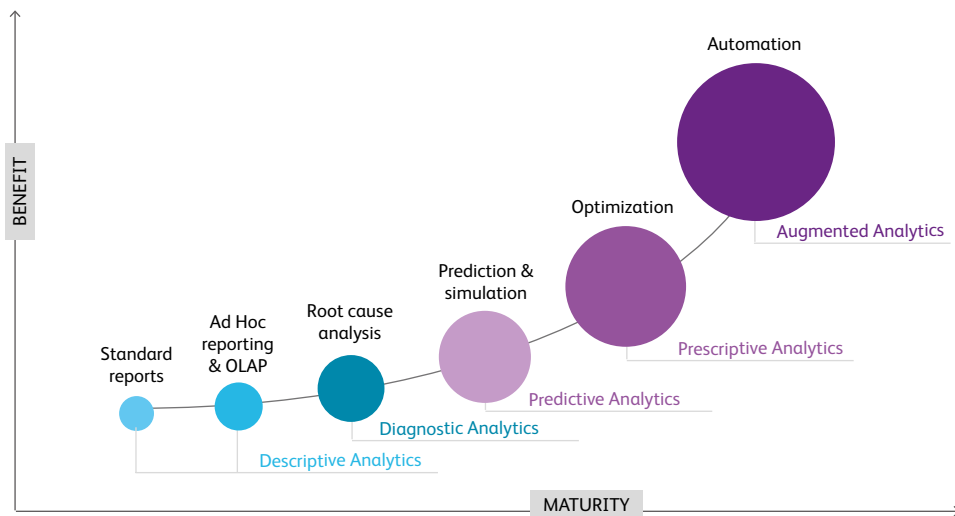 Automation
BENEFIT
Optimization
Augmented Analytics
Prediction &
simulation
Root cause
analysis
Ad Hoc
reporting
& OLAP
Standard
reports
Prescriptive Analytics
Predictive Analytics
Diagnostic Analytics
Descriptive Analytics
MATURITY